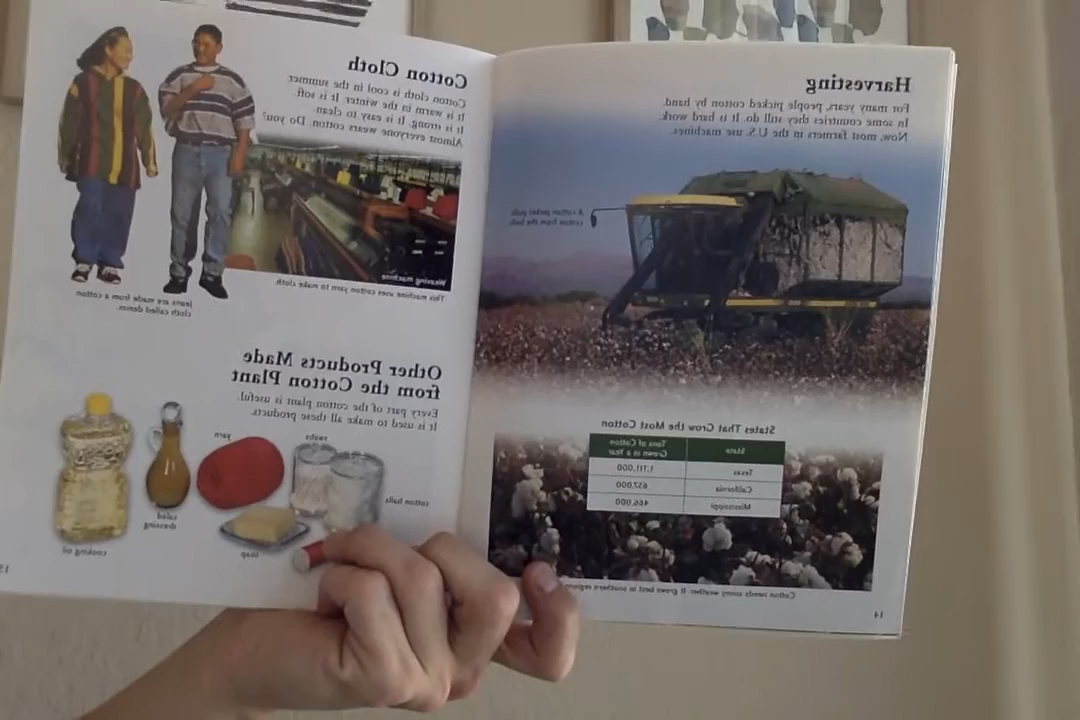 Harvesting
For many years, people picked cotton by hand.
In some countries they still do. It is hard work.
Now, most farmers in the U.S. use machines.
A cotton picker pulls
cotton from the bolls.
States That Grow the Most Cotton
State Tons of Cotton Grown in a Year
Texas 1,111,000
California 637,000
Mississippi 466,000
Cotton needs sunny weather. It grows best in southern regions
14
Cotton Cloth
Cotton cloth is cool in the summer.
It is warm in the winter. It is soft.
It is strong. It is easy to clean.
Almost everyone wears cotton. Do you?
Weaving machine
This machine uses cotton yarn to make cloth.
Jeans are made from a cotton
cloth called denim.
Other Products Made
from the Cotton Plant
Every part of the cotton plant is useful.
It is used to make all these products.
cotton balls
swabs
yarn
soap
salad
dressing
cooking oil
15